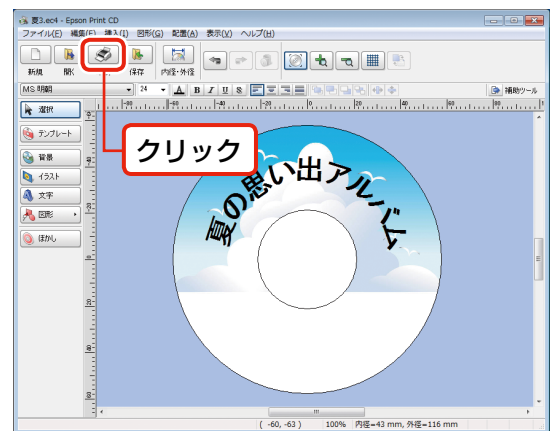 夏3.ec4 - Epson Print CD
ファイル(F) 編集(E) 挿入(I) 図形(G) 配置(A) 表示(V) ヘルプ(H)
新規 開く 保存 内径・外径
MS 明朝 24 A B I U S 補助ツール
選択
テンプレート
背景
イラスト
文字
図形
ぼかし
クリック
夏の思い出アルバム
( -60, -63 ) 100% 内径=43 mm, 外径=116 mm